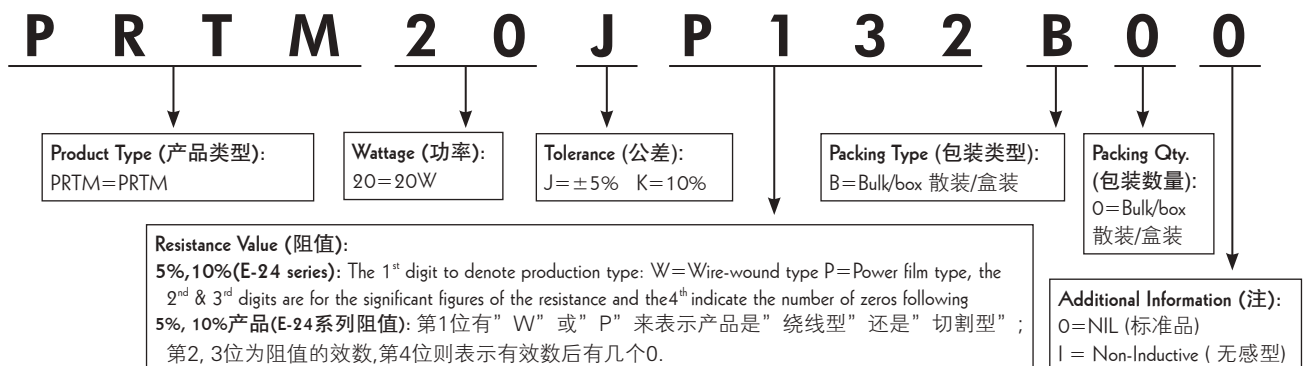 PRTM20JP132B00
Product Type (产品类型):
PRTM=PRTM
Wattage (功率):
20=20W
Tolerance (公差):
J=±5% K=10%
Packing Type (包装类型):
B=Bulk/box 散装/盒装
Packing Qty.
(包装数量):
0=Bulk/box
散装/盒装
Resistance Value (阻值):
5%,10%(E-24 series): The 1st digit to denote production type: W=Wire-wound type P=Power film type, the
2nd & 3rd digits are for the significant figures of the resistance and the4th indicate the number of zeros following
5%, 10%产品(E-24系列阻值): 第1位有”W”或”P”来表示产品是”绕线型”还是”切割型”;
第2, 3位为阻值的效数,第4位则表示有效数后有几个0.
Additional Information (注):
0=NIL (标准品)
I = Non-Inductive ( 无感型)